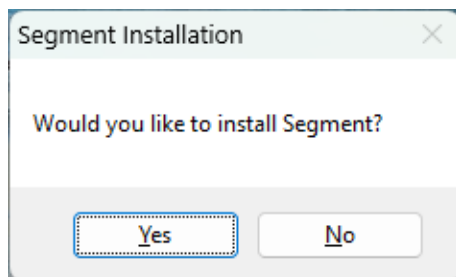 Segment Installation
Would you like to install Segment?
Yes
No